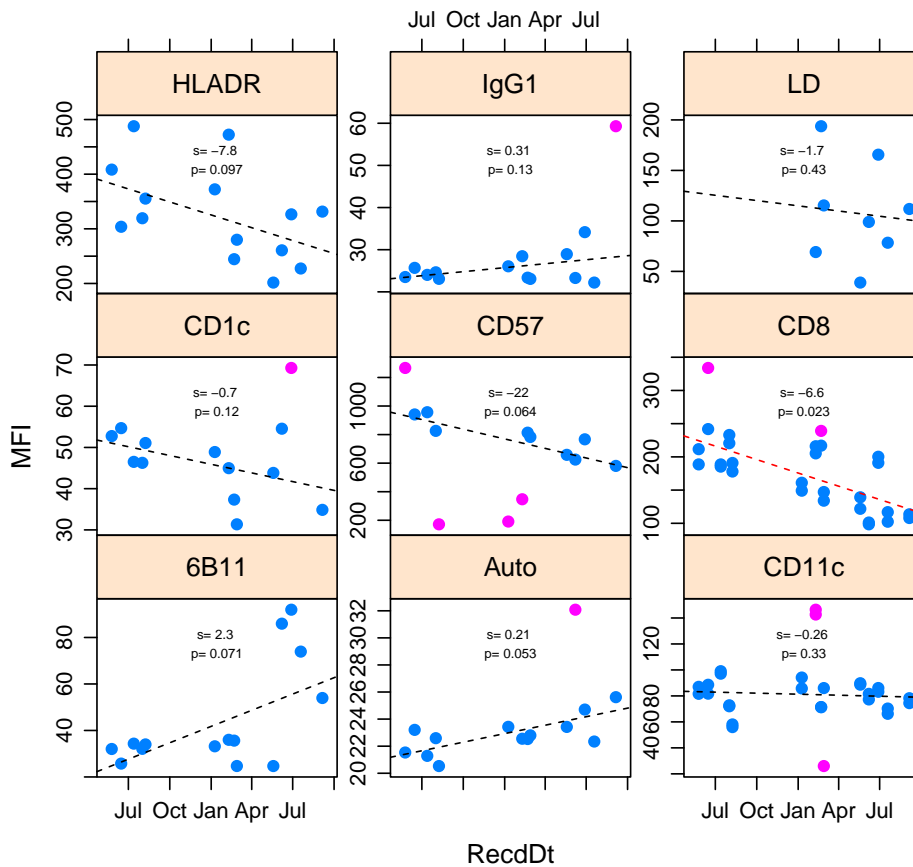 Jul Oct Jan Apr Jul
HLADR IgG1 LD
500
400
300
200
s= −7.8
p= 0.097
60
50
40
30
s= 0.31
p= 0.13
200
150
100
50
s= −1.7
p= 0.43
CD1c CD57 CD8
70
60
50
40
30
s= −0.7
p= 0.12
1000
600
200
s= −22
p= 0.064
300
200
100
s= −6.6
p= 0.023
MFI
6B11 Auto CD11c
80
60
40
s= 2.3
p= 0.071
32
30
28
26
24
22
20
s= 0.21
p= 0.053
120
80
60
40
s= −0.26
p= 0.33
Jul Oct Jan Apr Jul Jul Oct Jan Apr Jul
RecdDt